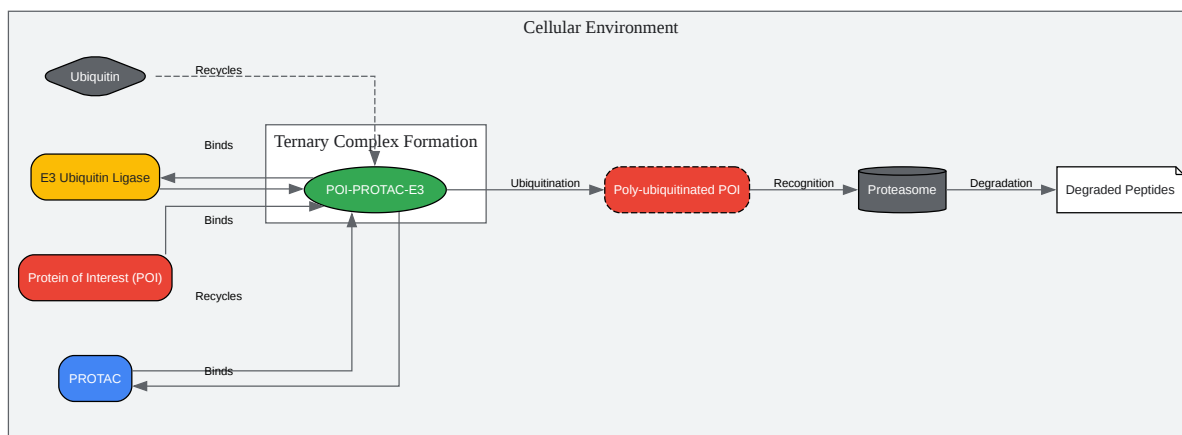 Cellular Environment
Ubiquitin
Recycles
Ternary Complex Formation
Binds
E3 Ubiquitin Ligase
POI-PROTAC-E3
Ubiquitination
Poly-ubiquitinated POI
Recognition
Proteasome
Degradation
Degraded Peptides
Binds
Protein of Interest (POI)
Recycles
PROTAC
Binds